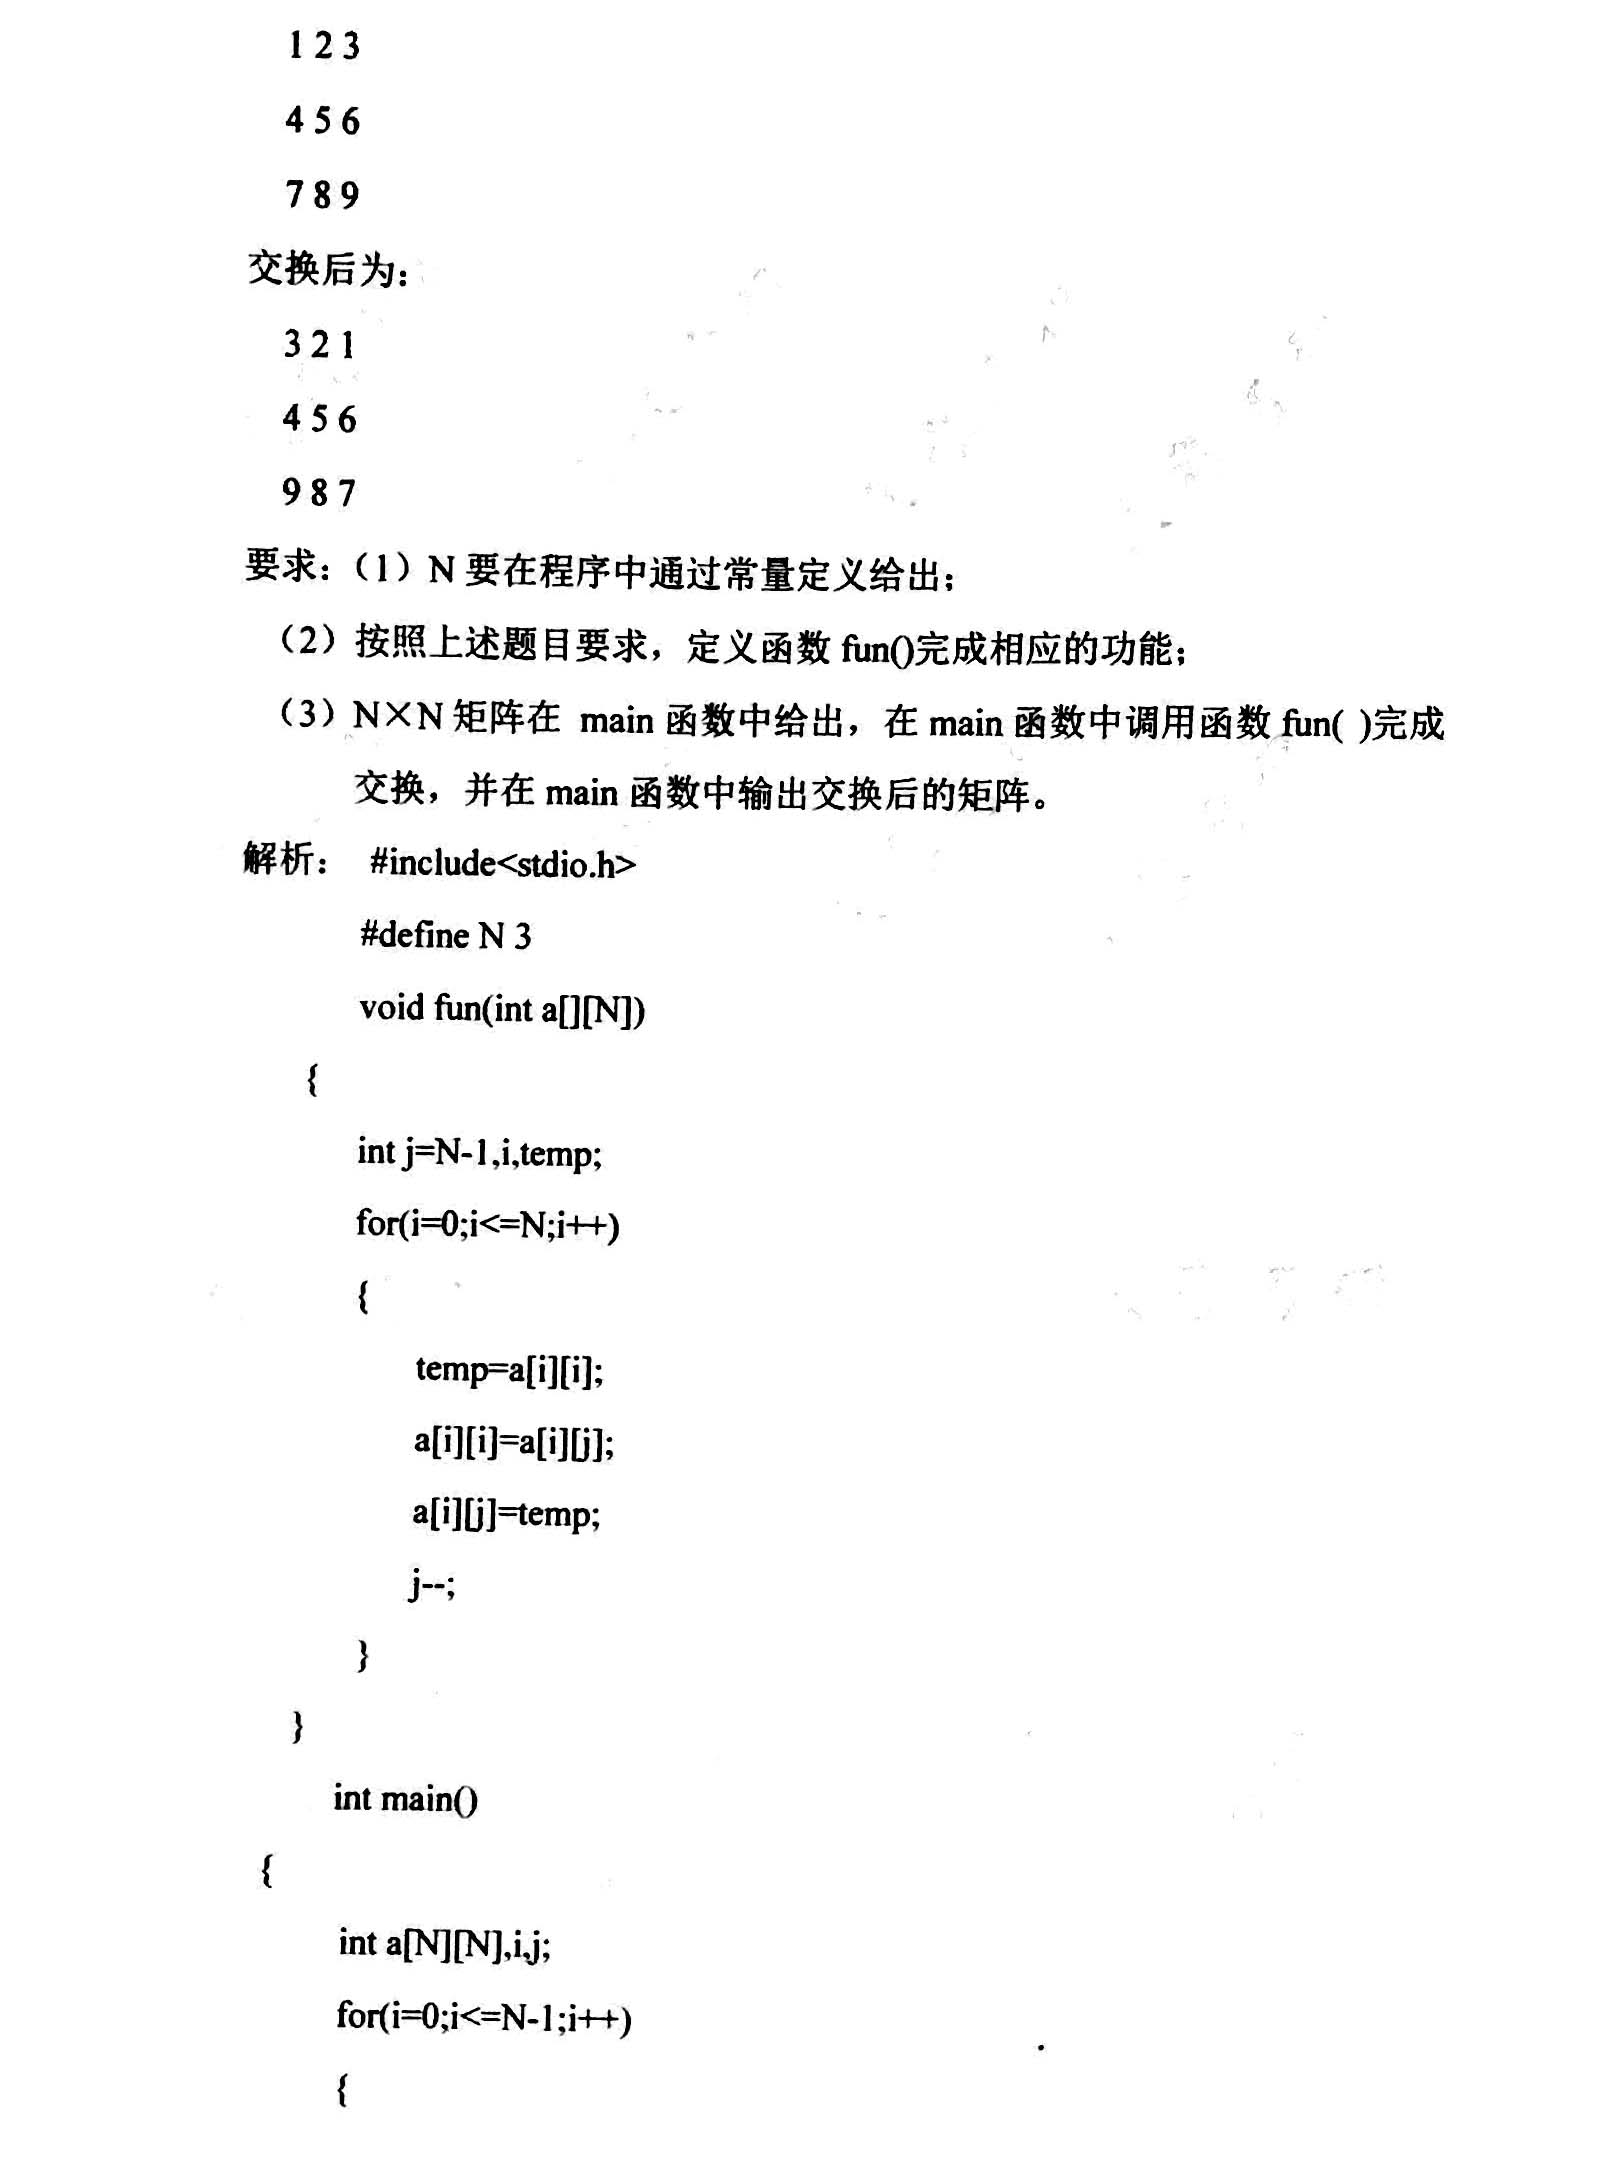 1 2 3
4 5 6
7 8 9
交换后为:
3 2 1
4 5 6
9 8 7
要求:（1）N 要在程序中通过常量定义给出;
（2）按照上述题目要求，定义函数 fun()完成相应的功能;
（3）N×N 矩阵在 main 函数中给出，在 main 函数中调用函数 fun( )完成
交换，并在 main 函数中输出交换后的矩阵。
解析: #include<stdio.h>
#define N 3
void fun(int a[][N])
{
int j=N-1,i,temp;
for(i=0;i<=N;i++)
{
temp=a[i][i];
a[i][i]=a[i][j];
a[i][j]=temp;
j--;
}
}
int main()
{
int a[N][N],i,j;
for(i=0;i<=N-1;i++)
{